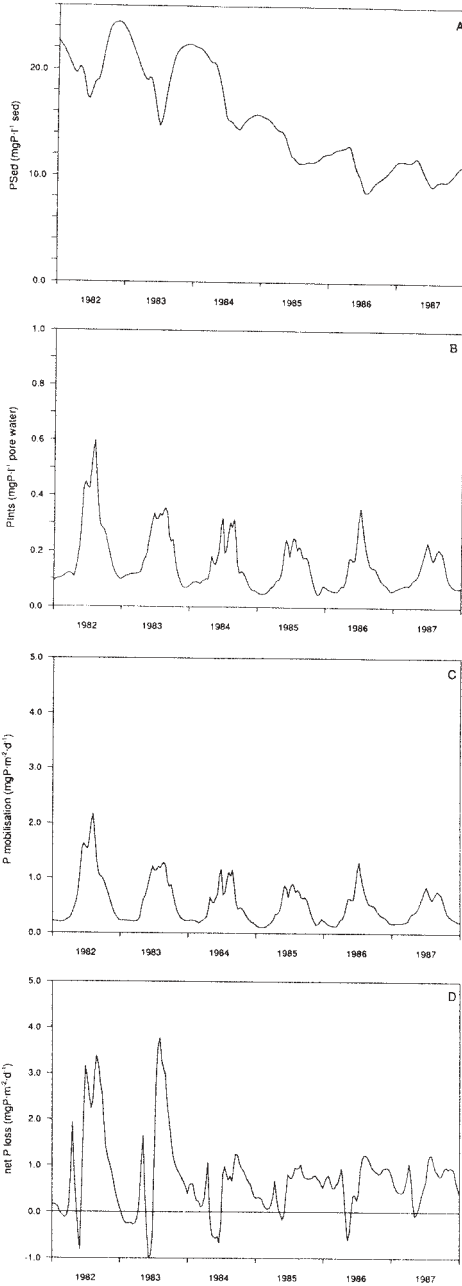 A
20.0
10.0
0.0
PSed (mgP·l⁻¹ sed)
1982 1983 1984 1985 1986 1987
B
1.0
0.8
0.6
0.4
0.2
0.0
PInts (mgP·l⁻¹ pore water)
1982 1983 1984 1985 1986 1987
C
5.0
4.0
3.0
2.0
1.0
0.0
P mobilisation (mgP·m⁻²·d⁻¹)
1982 1983 1964 1985 1986 1987
D
5.0
4.0
3.0
2.0
1.0
0.0
-1.0
net P loss (mgP·m⁻²·d⁻¹)
1982 1983 1984 1985 1986 1987